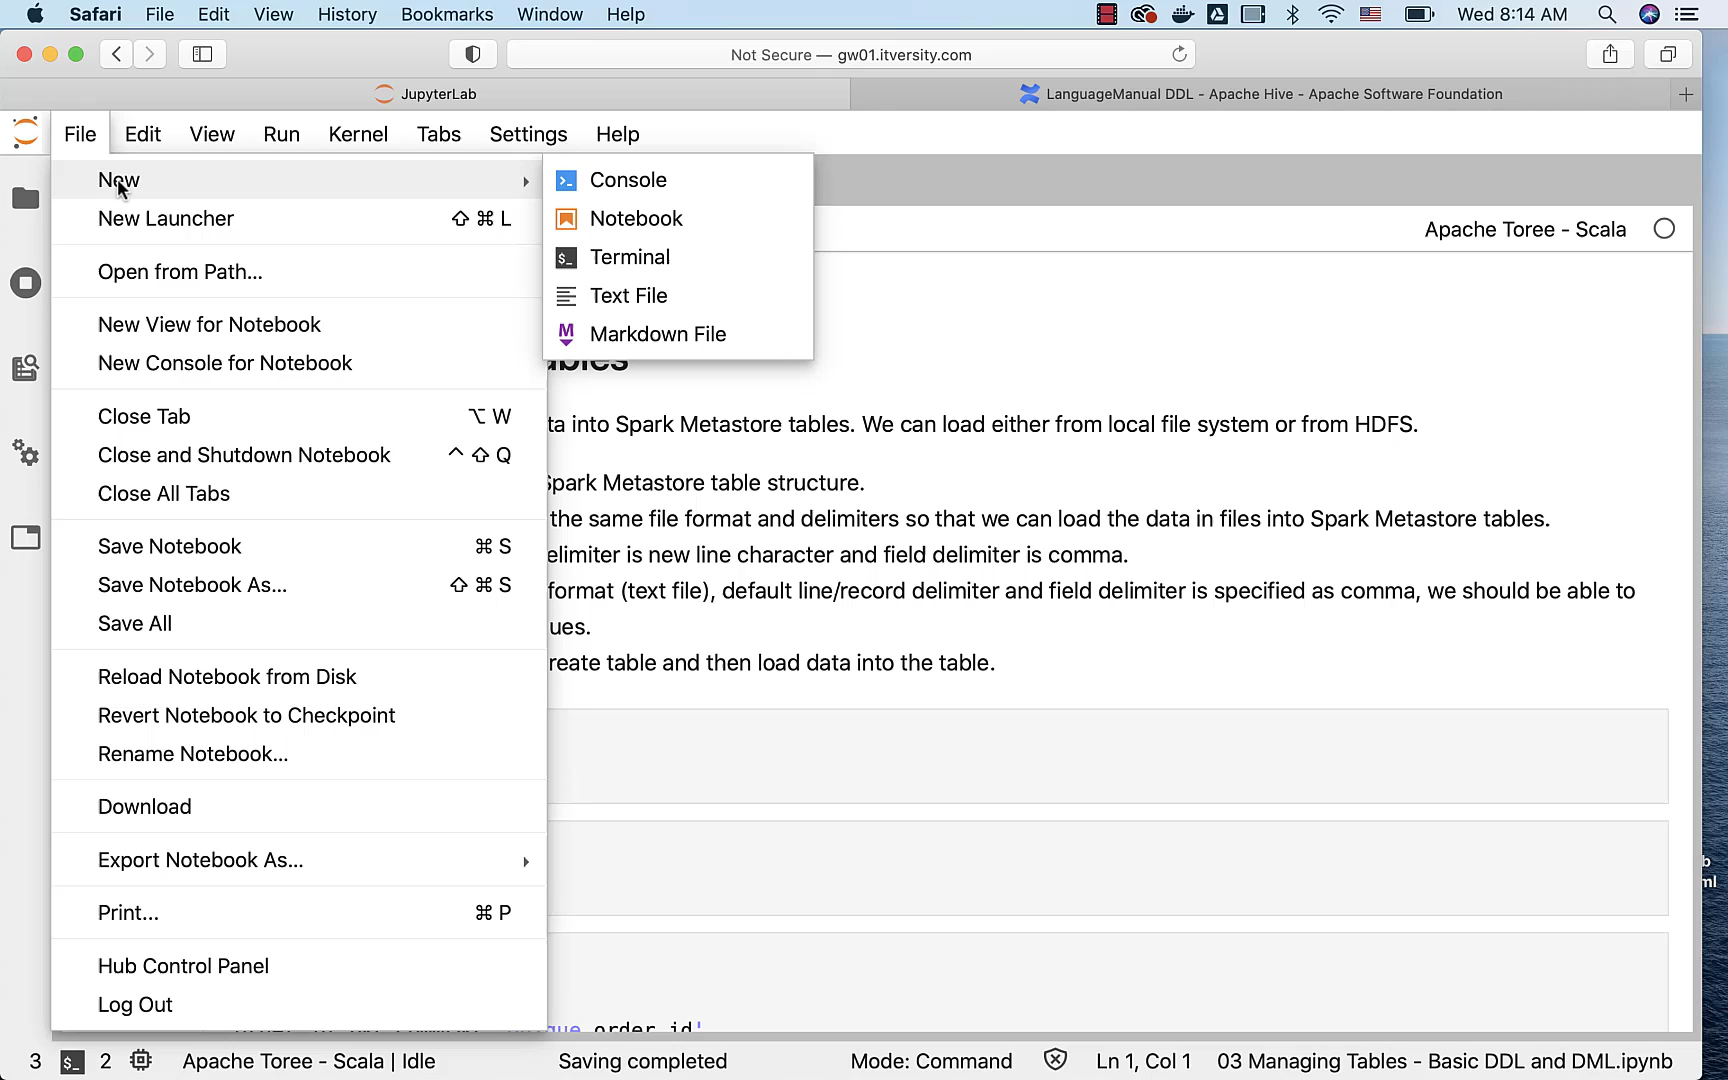 Safari File Edit View History Bookmarks Window Help Wed 8:14 AM
Not Secure — gw01.itversity.com
JupyterLab
LanguageManual DDL - Apache Hive - Apache Software Foundation
File Edit View Run Kernel Tabs Settings Help
New
New Launcher ⇧ ⌘ L
Open from Path...
New View for Notebook
New Console for Notebook
Close Tab ⌥ W
Close and Shutdown Notebook ^ ⇧ Q
Close All Tabs
Save Notebook ⌘ S
Save Notebook As... ⇧ ⌘ S
Save All
Reload Notebook from Disk
Revert Notebook to Checkpoint
Rename Notebook...
Download
Export Notebook As...
Print... ⌘ P
Hub Control Panel
Log Out
Console
Notebook
Terminal
Text File
Markdown File
Apache Toree - Scala
ta into Spark Metastore tables. We can load either from local file system or from HDFS.
Spark Metastore table structure.
the same file format and delimiters so that we can load the data in files into Spark Metastore tables.
elimiter is new line character and field delimiter is comma.
format (text file), default line/record delimiter and field delimiter is specified as comma, we should be able to
ues.
reate table and then load data into the table.
order_id'
3 $_ 2 Apache Toree - Scala | Idle Saving completed Mode: Command Ln 1, Col 1 03 Managing Tables - Basic DDL and DML.ipynb